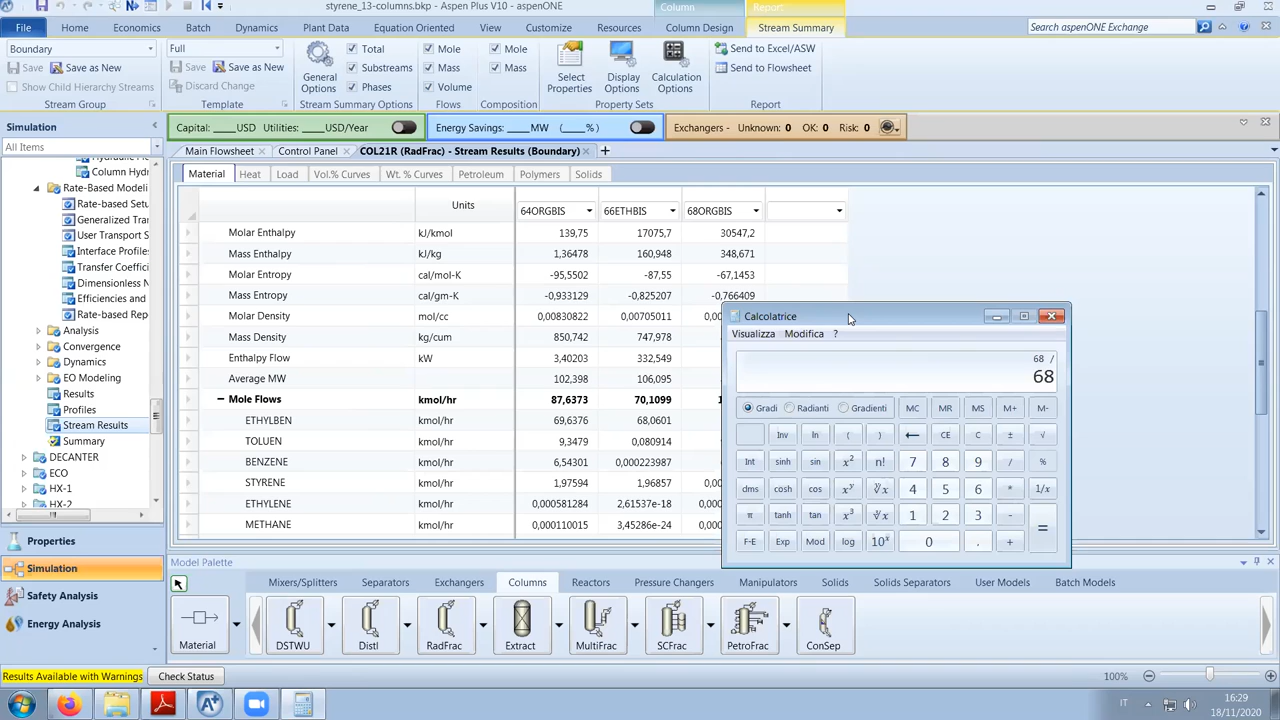 styrene_13-columns.bkp - Aspen Plus V10 - aspenONE
Column
Report
File
Home
Economics
Batch
Dynamics
Plant Data
Equation Oriented
View
Customize
Resources
Column Design
Stream Summary
Search aspenONE Exchange
Boundary
Save
Save as New
Show Child Hierarchy Streams
Stream Group
Full
Save
Save as New
Discard Change
Template
General Options
Total
Substreams
Phases
Stream Summary Options
Mole
Mass
Volume
Flows
Mole
Mass
Composition
Select Properties
Display Options
Calculation Options
Property Sets
Send to Excel/ASW
Send to Flowsheet
Report
Simulation
Capital: ____USD Utilities: ____USD/Year
Energy Savings: ____MW (____%)
Exchangers - Unknown: 0 OK: 0 Risk: 0
All Items
Main Flowsheet
Control Panel
COL21R (RadFrac) - Stream Results (Boundary)
Material
Heat
Load
Vol.% Curves
Wt. % Curves
Petroleum
Polymers
Solids
Column Hydr
Rate-Based Modeli
Rate-based Setu
Generalized Trar
User Transport S
Interface Profiles
Transfer Coeffici
Dimensionless N
Efficiencies and
Rate-based Rep
Analysis
Convergence
Dynamics
EO Modeling
Results
Profiles
Stream Results
Summary
DECANTER
ECO
HX-1
HX-2
Properties
Simulation
Safety Analysis
Energy Analysis
Units 64ORGBIS 66ETHBIS 68ORGBIS
Molar Enthalpy kJ/kmol 139,75 17075,7 30547,2
Mass Enthalpy kJ/kg 1,36478 160,948 348,671
Molar Entropy cal/mol-K -95,5502 -87,55 -67,1453
Mass Entropy cal/gm-K -0,933129 -0,825207 -0,766409
Molar Density mol/cc 0,00830822 0,00705011 0,00
Mass Density kg/cum 850,742 747,978
Enthalpy Flow kW 3,40203 332,549
Average MW 102,398 106,095
Mole Flows kmol/hr 87,6373 70,1099 1
ETHYLBEN kmol/hr 69,6355 68,0601
TOLUEN kmol/hr 9,3479 0,080914
BENZENE kmol/hr 6,54301 0,000223987
STYRENE kmol/hr 1,97594 1,96857 0,0
ETHYLENE kmol/hr 0,000581284 2,61537e-18
METHANE kmol/hr 0,000110015 3,45286e-24
Calcolatrice
Visualizza Modifica ?
68 /
68
Gradi Radianti Gradienti MC MR MS M+ M-
Inv ln ( ) ← CE C ± √
Int sinh sin x² n! 7 8 9 / %
dms cosh cos xʸ ʸ√x 4 5 6 * 1/x
π tanh tan x³ ³√x 1 2 3 - =
F-E Exp Mod log 10ˣ 0 . +
Model Palette
Mixers/Splitters
Separators
Exchangers
Columns
Reactors
Pressure Changers
Manipulators
Solids
Solids Separators
User Models
Batch Models
Material
DSTWU
Distl
RadFrac
Extract
MultiFrac
SCFrac
PetroFrac
ConSep
Results Available with Warnings
Check Status
100%
IT
16:29
18/11/2020